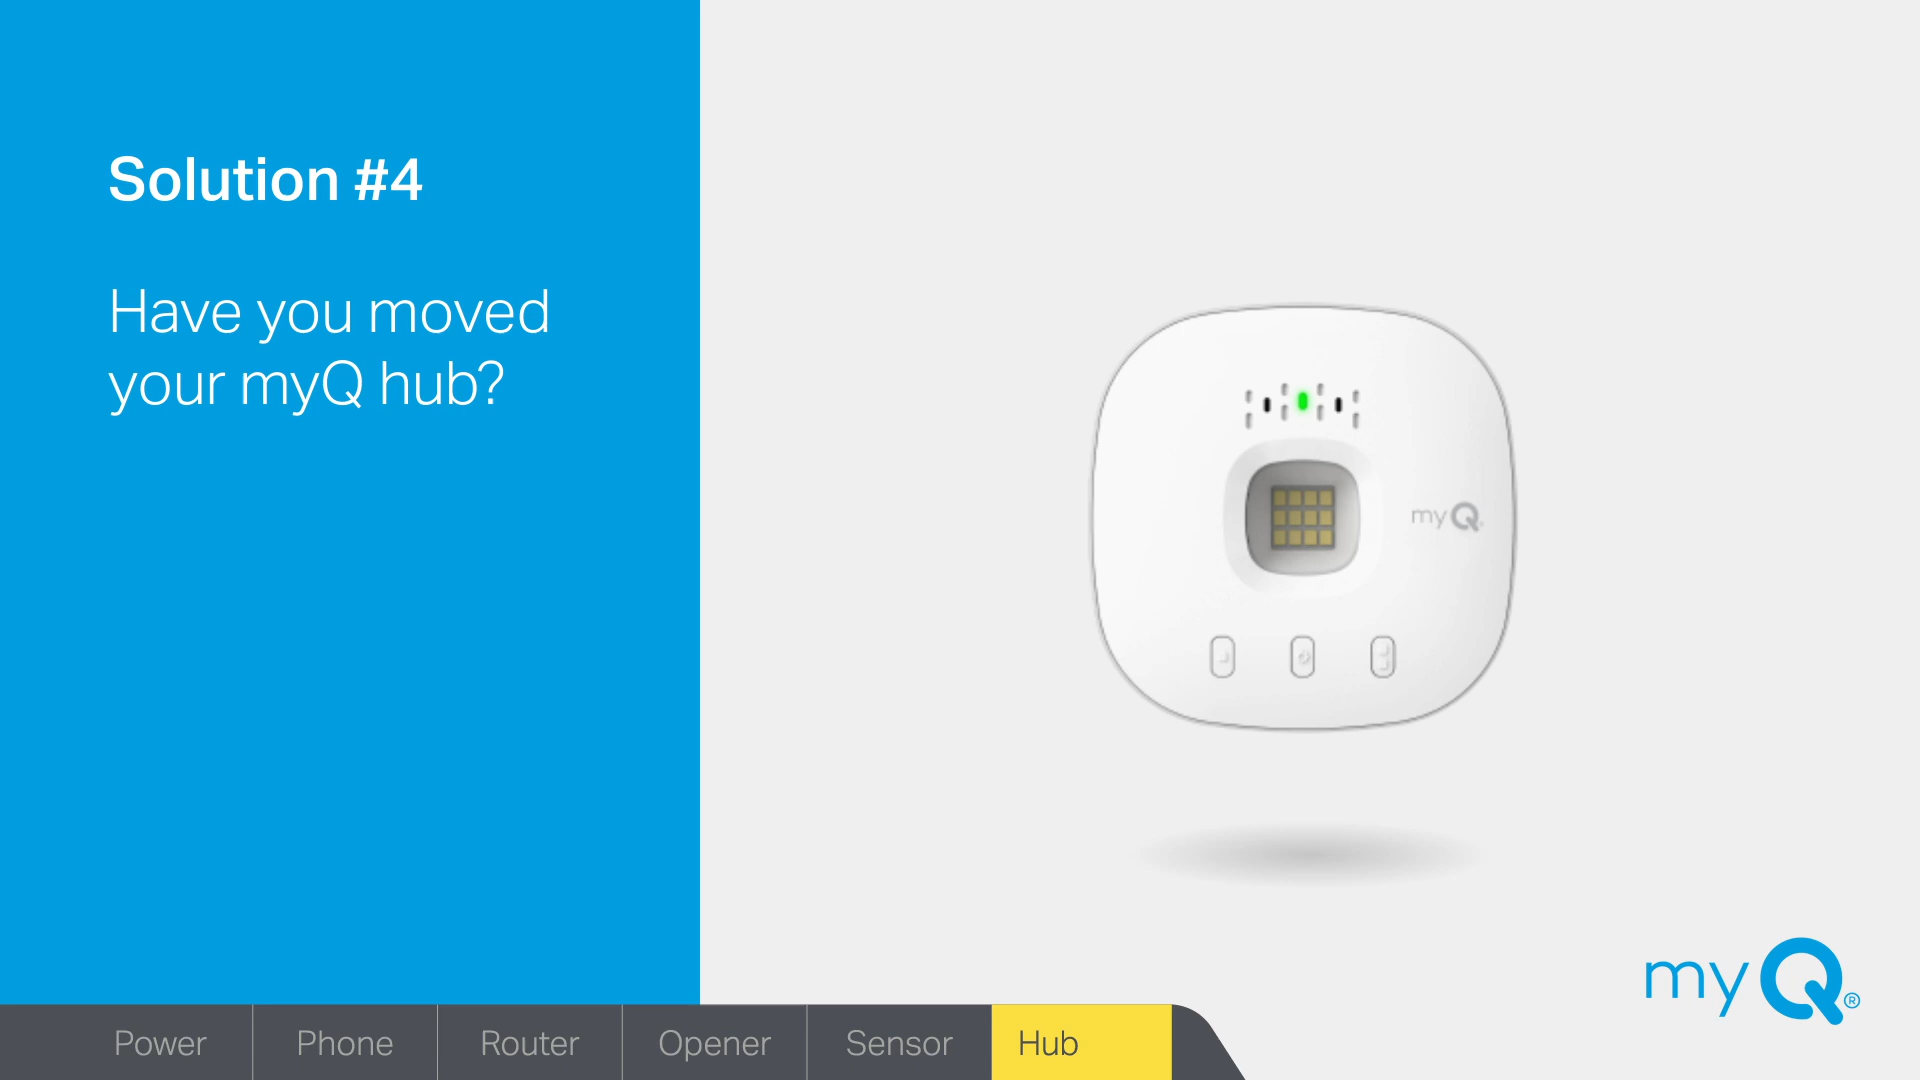 Solution #4
Have you moved
your myQ hub?
myQ
myQ®
Power
Phone
Router
Opener
Sensor
Hub